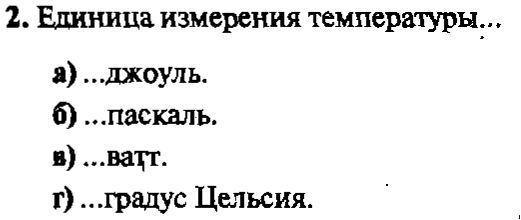 2. Единица измерения температуры...
а) ...джоуль.
б) ...паскаль.
в) ...ватт.
г) ...градус Цельсия.